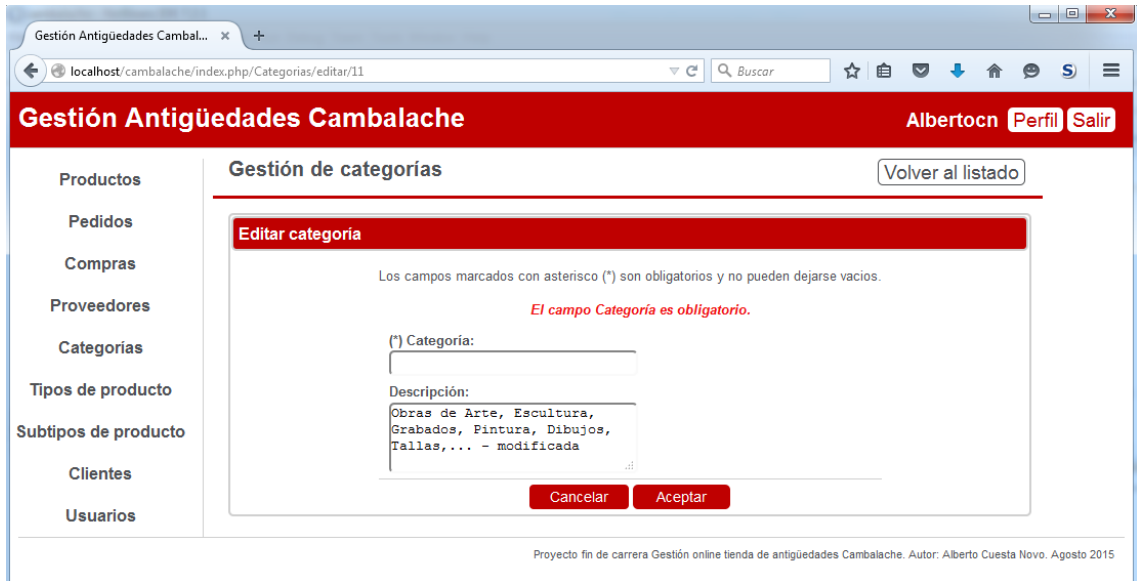 Gestión Antigüedades Cambal...
localhost/cambalache/index.php/Categorias/editar/11
Buscar
Gestión Antigüedades Cambalache
Albertocn Perfil Salir
Productos
Pedidos
Compras
Proveedores
Categorías
Tipos de producto
Subtipos de producto
Clientes
Usuarios
Gestión de categorías
Volver al listado
Editar categoría
Los campos marcados con asterisco (*) son obligatorios y no pueden dejarse vacios.
El campo Categoría es obligatorio.
(*) Categoría:
Descripción:
Obras de Arte, Escultura,
Grabados, Pintura, Dibujos,
Tallas,... - modificada
Cancelar Aceptar
Proyecto fin de carrera Gestión online tienda de antigüedades Cambalache. Autor: Alberto Cuesta Novo. Agosto 2015